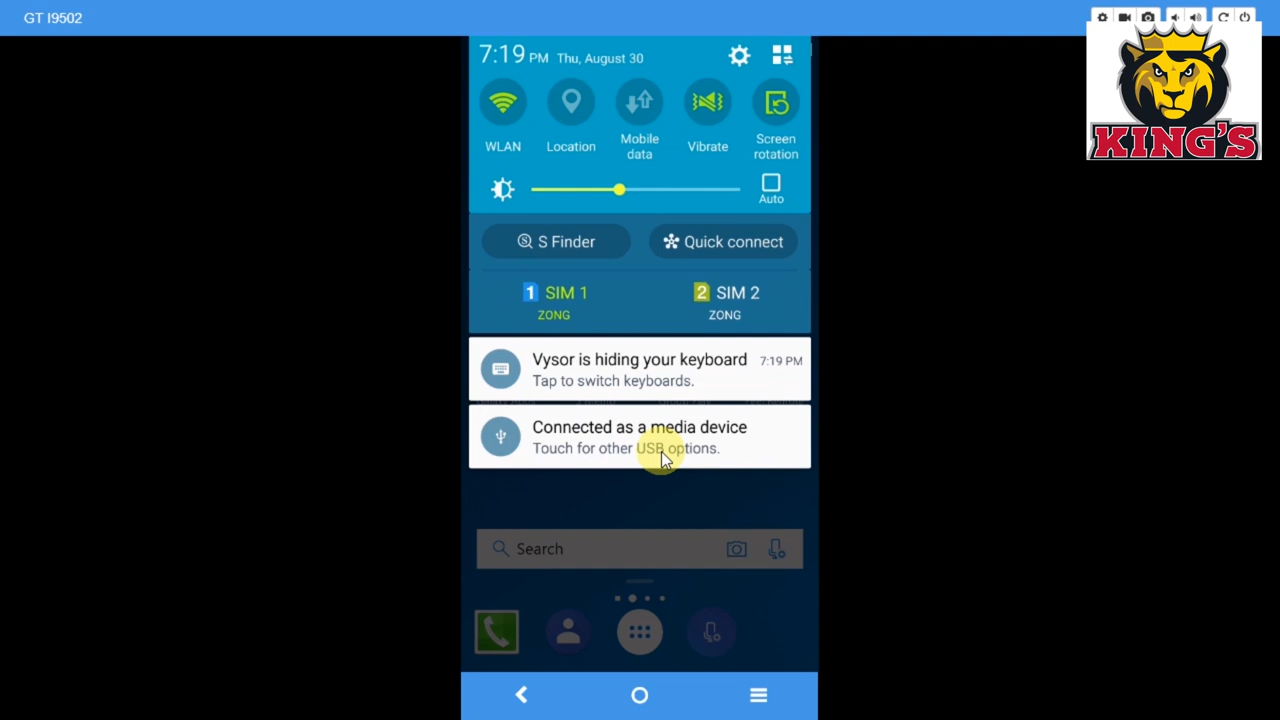 GT I9502
KING'S
7:19 PM Thu, August 30
WLAN
Location
Mobile data
Vibrate
Screen rotation
Auto
S Finder
Quick connect
1 SIM 1
ZONG
2 SIM 2
ZONG
Vysor is hiding your keyboard 7:19 PM
Tap to switch keyboards.
Connected as a media device
Touch for other USB options.
Search